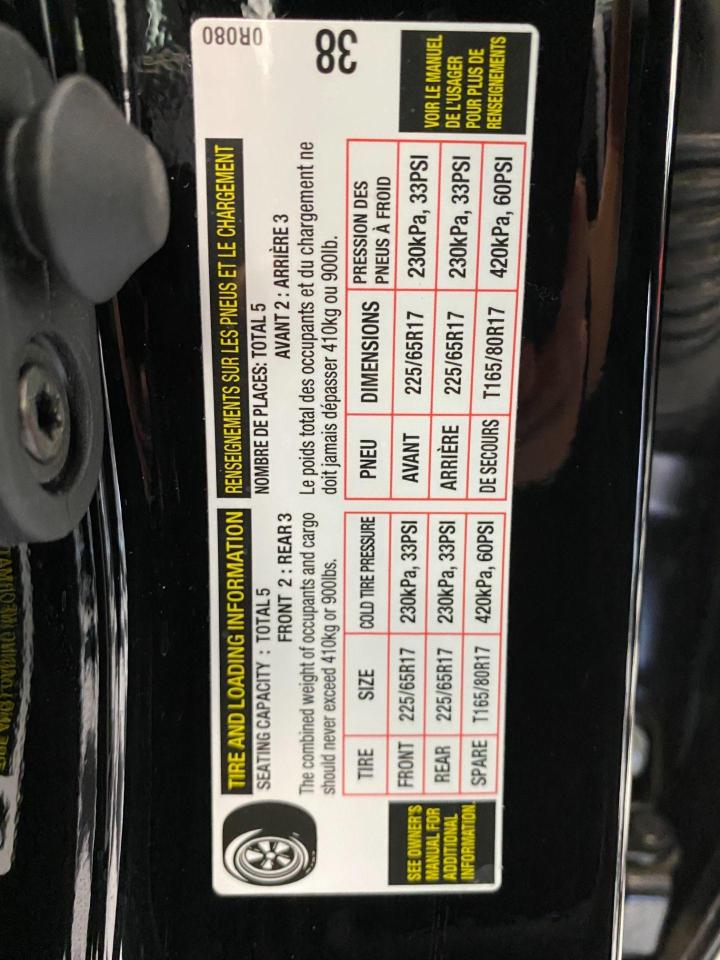 TIRE AND LOADING INFORMATION
SEATING CAPACITY : TOTAL 5
FRONT 2 : REAR 3
The combined weight of occupants and cargo
should never exceed 410kg or 900lbs.
TIRE SIZE COLD TIRE PRESSURE
FRONT 225/65R17 230kPa, 33PSI
REAR 225/65R17 230kPa, 33PSI
SPARE T165/80R17 420kPa, 60PSI
SEE OWNER'S
MANUAL FOR
ADDITIONAL
INFORMATION.
RENSEIGNEMENTS SUR LES PNEUS ET LE CHARGEMENT
NOMBRE DE PLACES: TOTAL 5
AVANT 2 : ARRIÈRE 3
Le poids total des occupants et du chargement ne
doit jamais dépasser 410kg ou 900lb.
PNEU DIMENSIONS PRESSION DES
PNEUS À FROID
AVANT 225/65R17 230kPa, 33PSI
ARRIÈRE 225/65R17 230kPa, 33PSI
DE SECOURS T165/80R17 420kPa, 60PSI
VOIR LE MANUEL
DE L'USAGER
POUR PLUS DE
RENSEIGNEMENTS
0R080
38